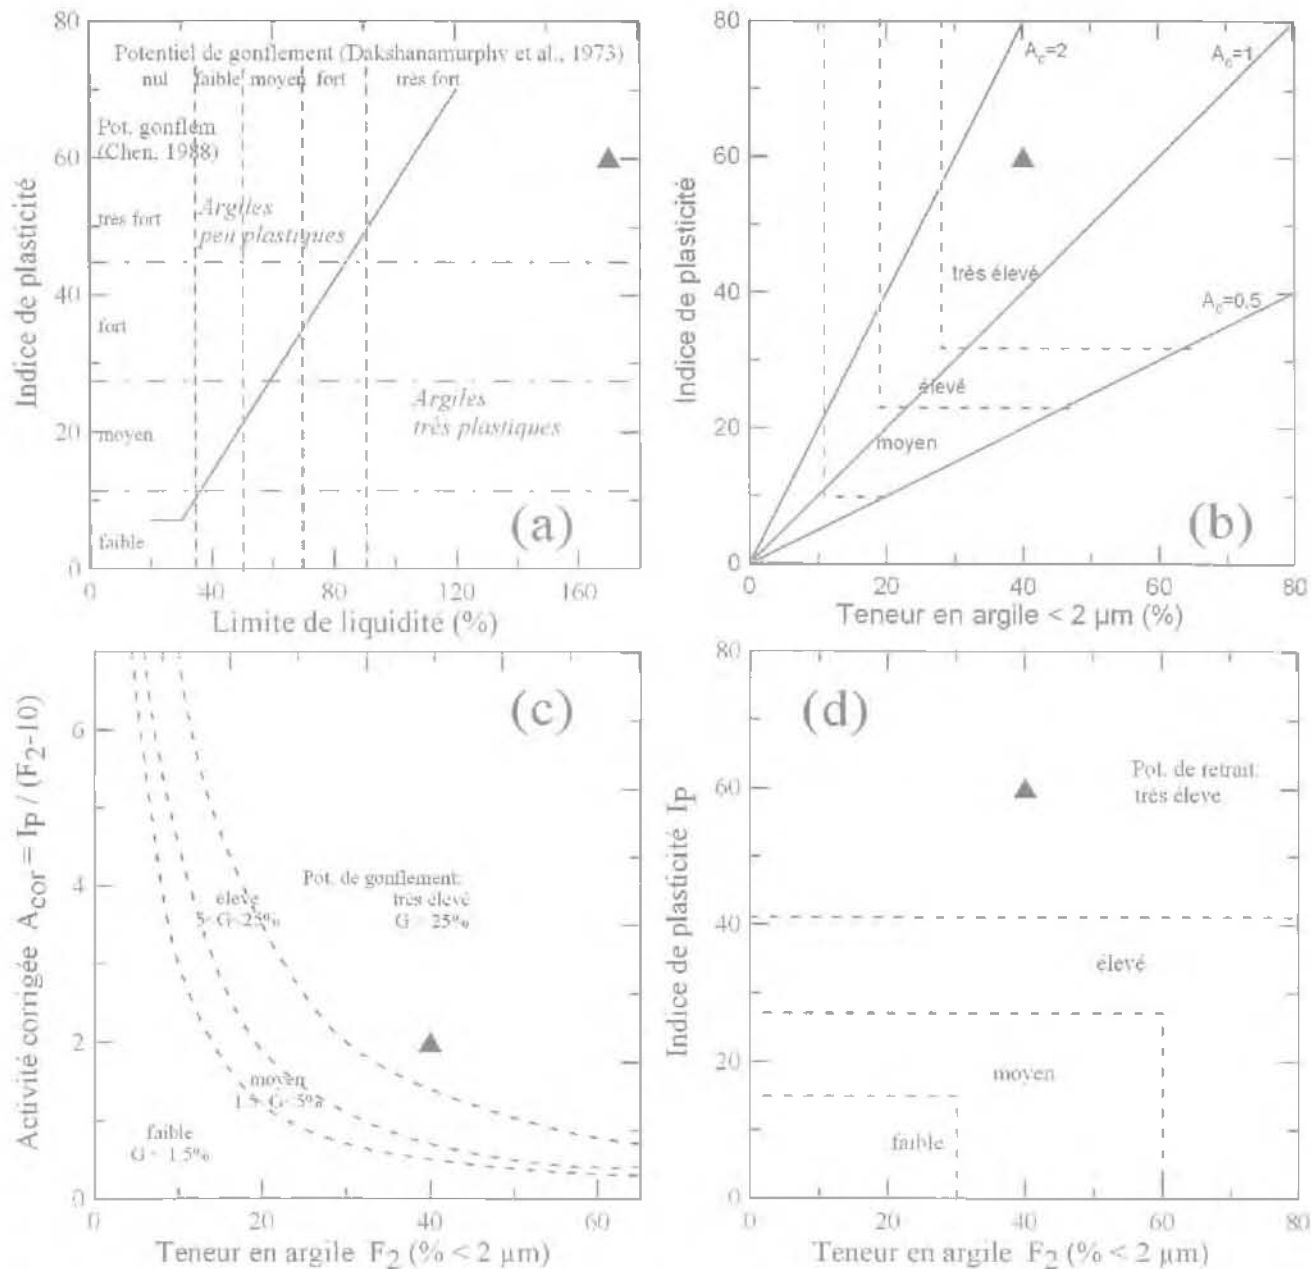 80
Potentiel de gonflement (Dakshanamurphy et al., 1973)
nul faible moyen fort très fort
Pot. gonflem
(Chen, 1988)
60
très fort
Argiles
peu plastiques
40
fort
Argiles
très plastiques
moyen
20
(a)
faible
0
0 40 80 120 160
Limite de liquidité (%)
Indice de plasticité
80
A_c=2
A_c=1
60
très élevé
40
A_c=0,5
élevé
20
moyen
(b)
0
0 20 40 60 80
Teneur en argile < 2 µm (%)
Indice de plasticité
(c)
6
Pot. de gonflement:
4
élevé
5<G<25%
très élevé
G > 25%
2
moyen
1.5<G<5%
faible
G < 1.5%
0
0 20 40 60
Teneur en argile F2 (% < 2 µm)
Activité corrigée Acor = Ip / (F2-10)
80
(d)
Pot. de retrait:
très élevé
60
40
élevé
20
moyen
faible
0
0 20 40 60 80
Teneur en argile F2 (% < 2 µm)
Indice de plasticité Ip